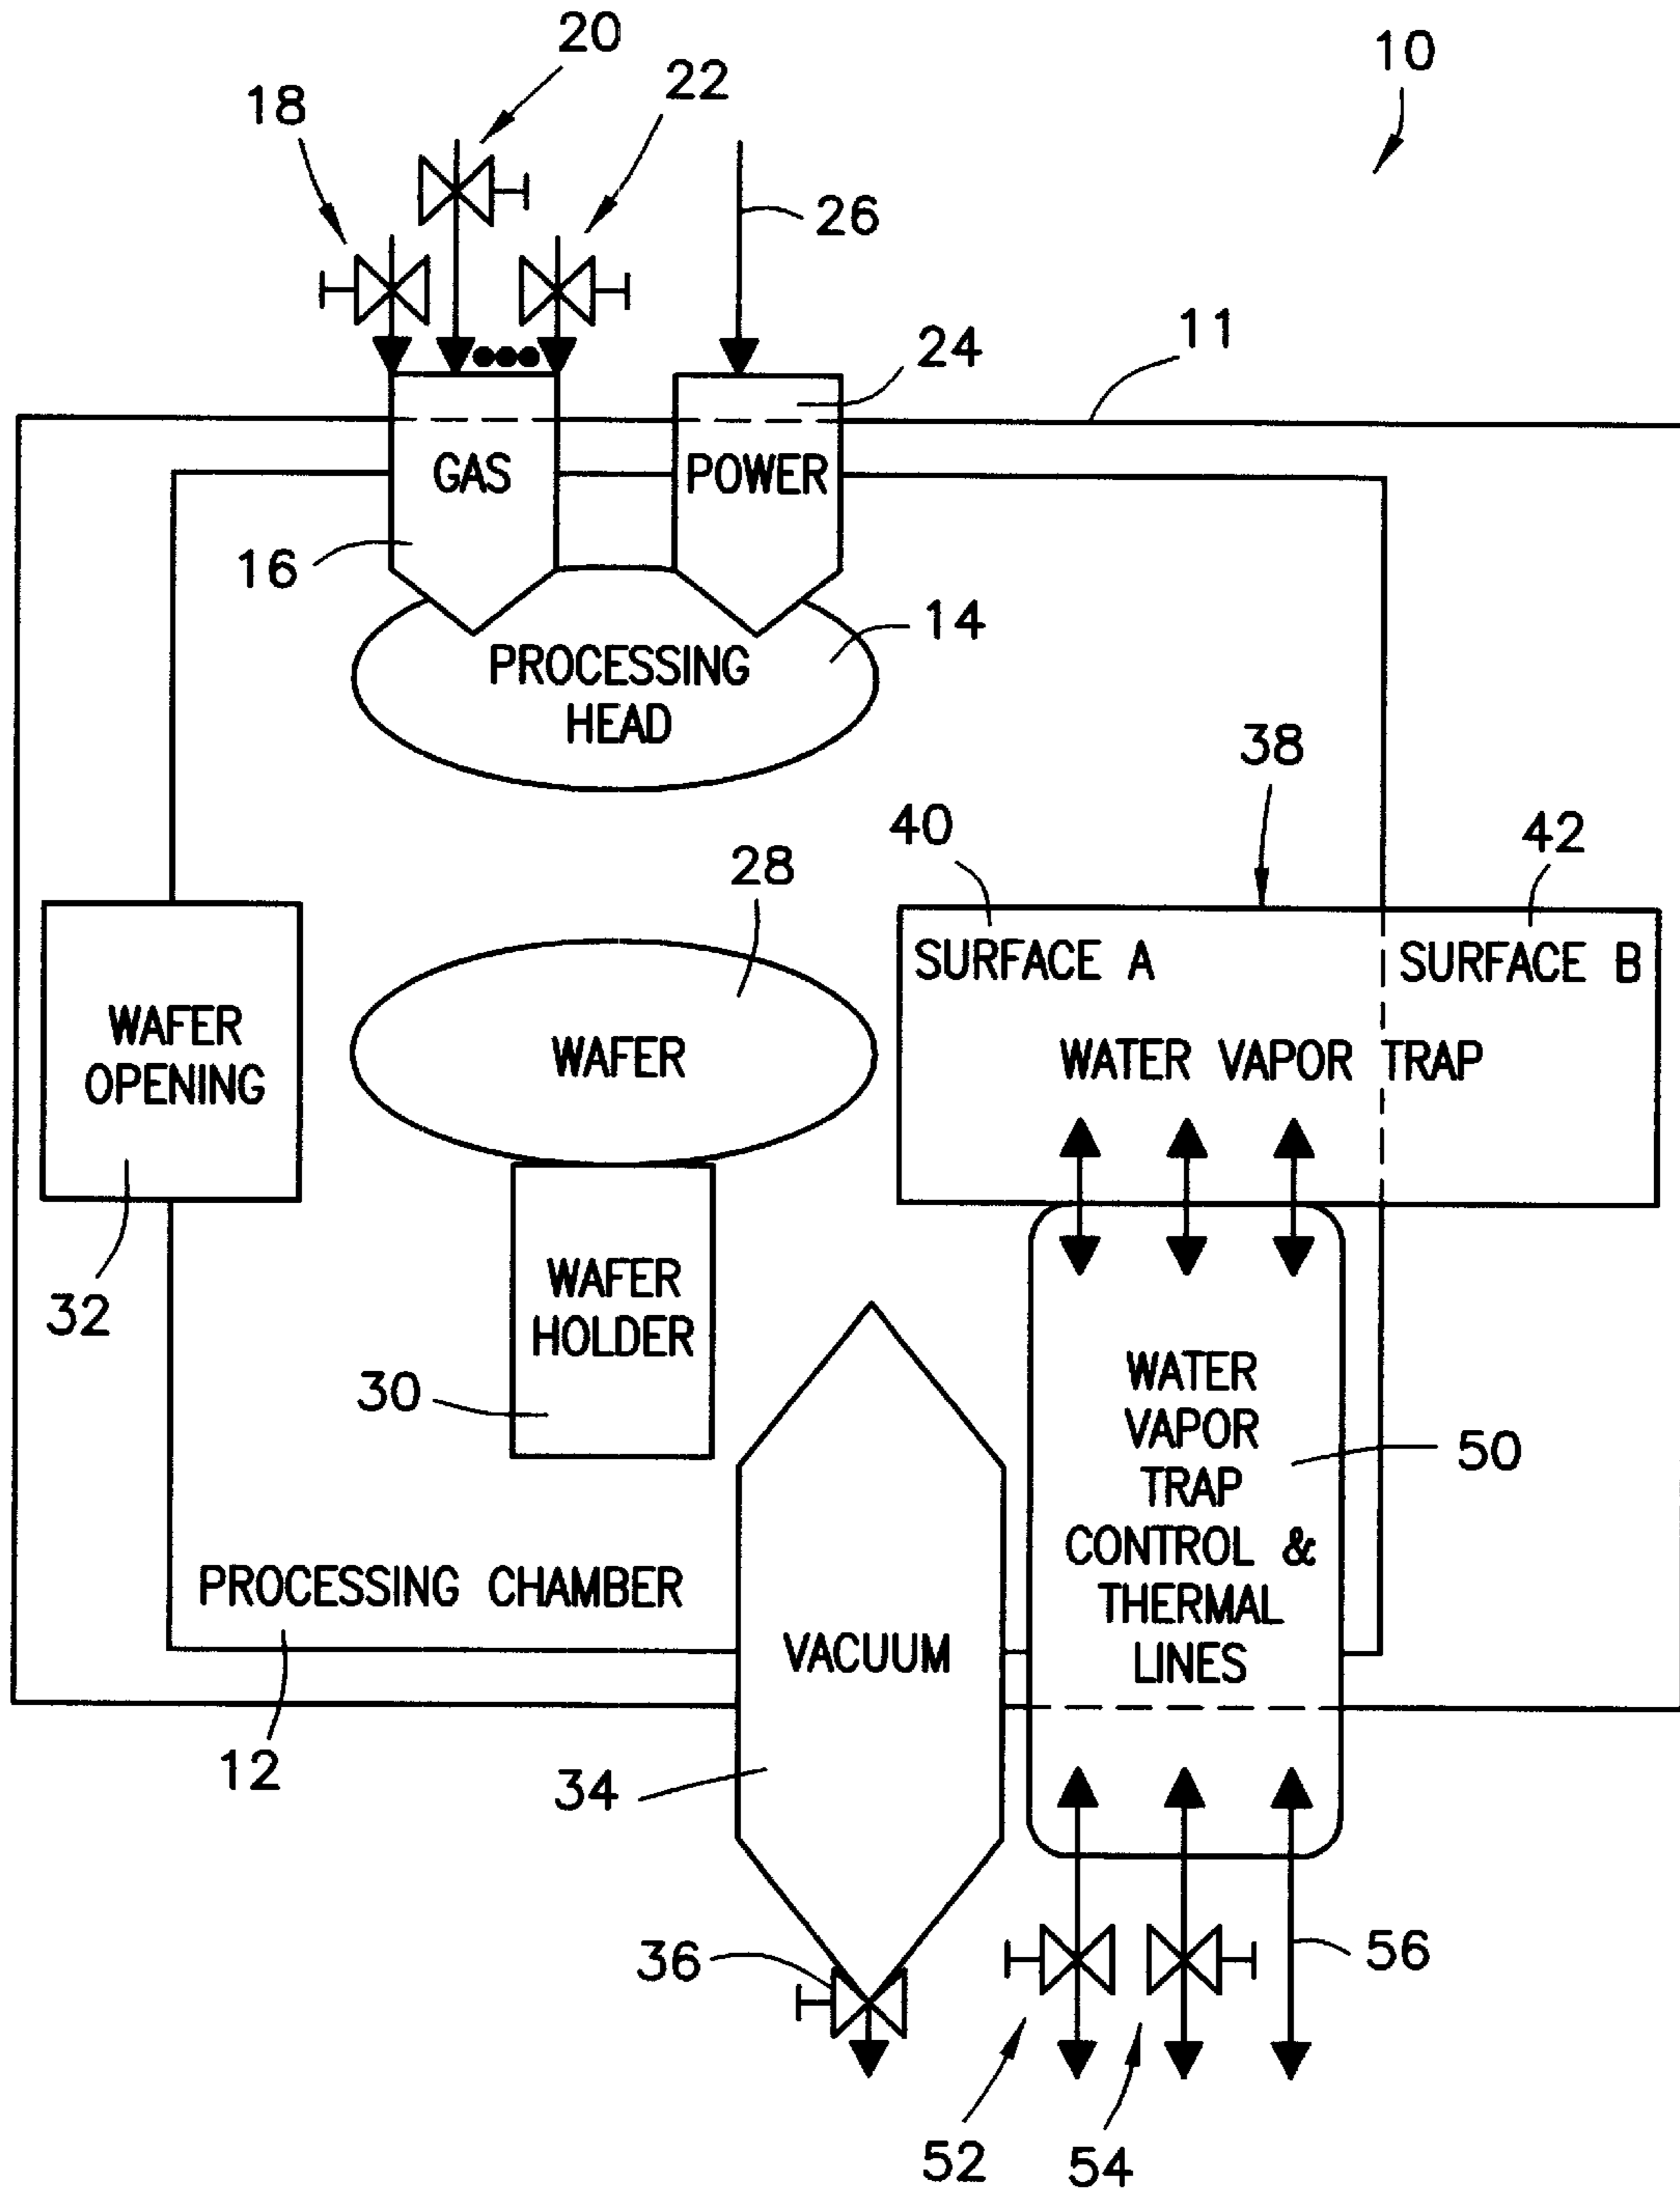 20
10
22
18
26
11
24
GAS
POWER
16
14
PROCESSING
HEAD
38
40
42
28
SURFACE A
SURFACE B
WAFER
OPENING
WAFER
WATER VAPOR TRAP
32
WAFER
HOLDER
30
WATER
VAPOR
TRAP
CONTROL &
THERMAL
LINES
50
PROCESSING CHAMBER
VACUUM
12
34
36
56
52
54